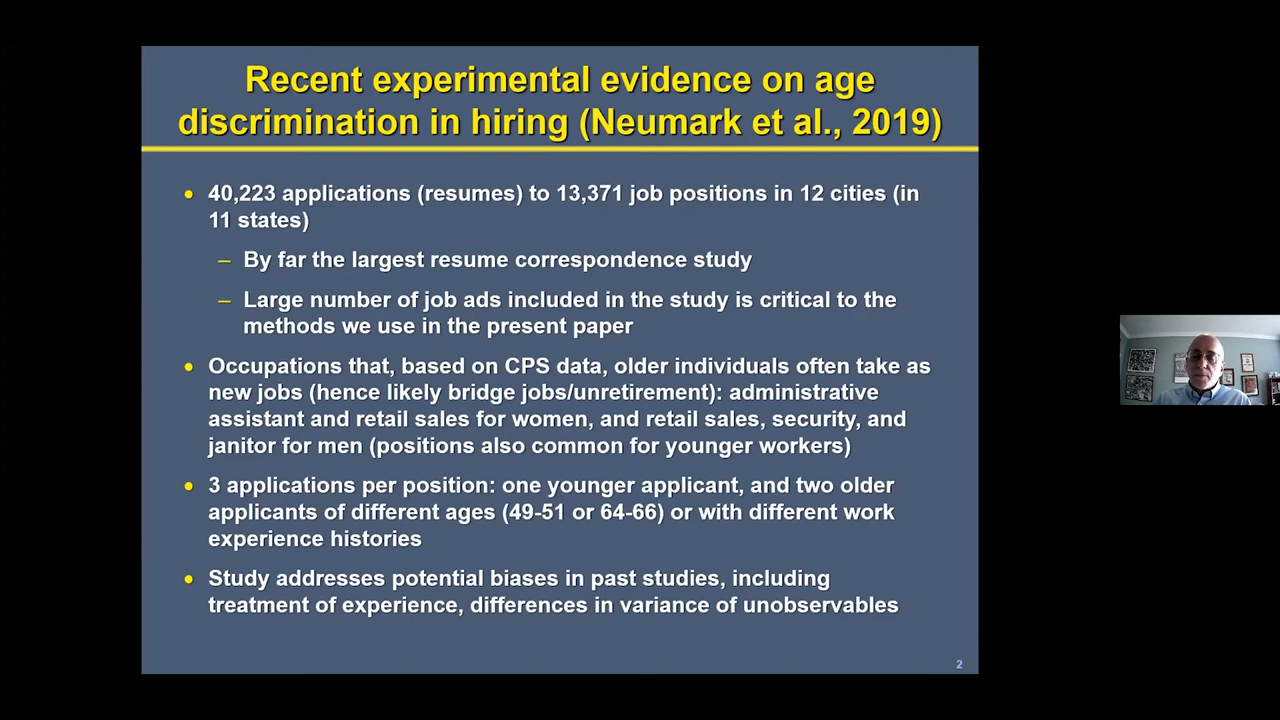 Recent experimental evidence on age
discrimination in hiring (Neumark et al., 2019)
• 40,223 applications (resumes) to 13,371 job positions in 12 cities (in
11 states)
– By far the largest resume correspondence study
– Large number of job ads included in the study is critical to the
methods we use in the present paper
• Occupations that, based on CPS data, older individuals often take as
new jobs (hence likely bridge jobs/unretirement): administrative
assistant and retail sales for women, and retail sales, security, and
janitor for men (positions also common for younger workers)
• 3 applications per position: one younger applicant, and two older
applicants of different ages (49-51 or 64-66) or with different work
experience histories
• Study addresses potential biases in past studies, including
treatment of experience, differences in variance of unobservables
2